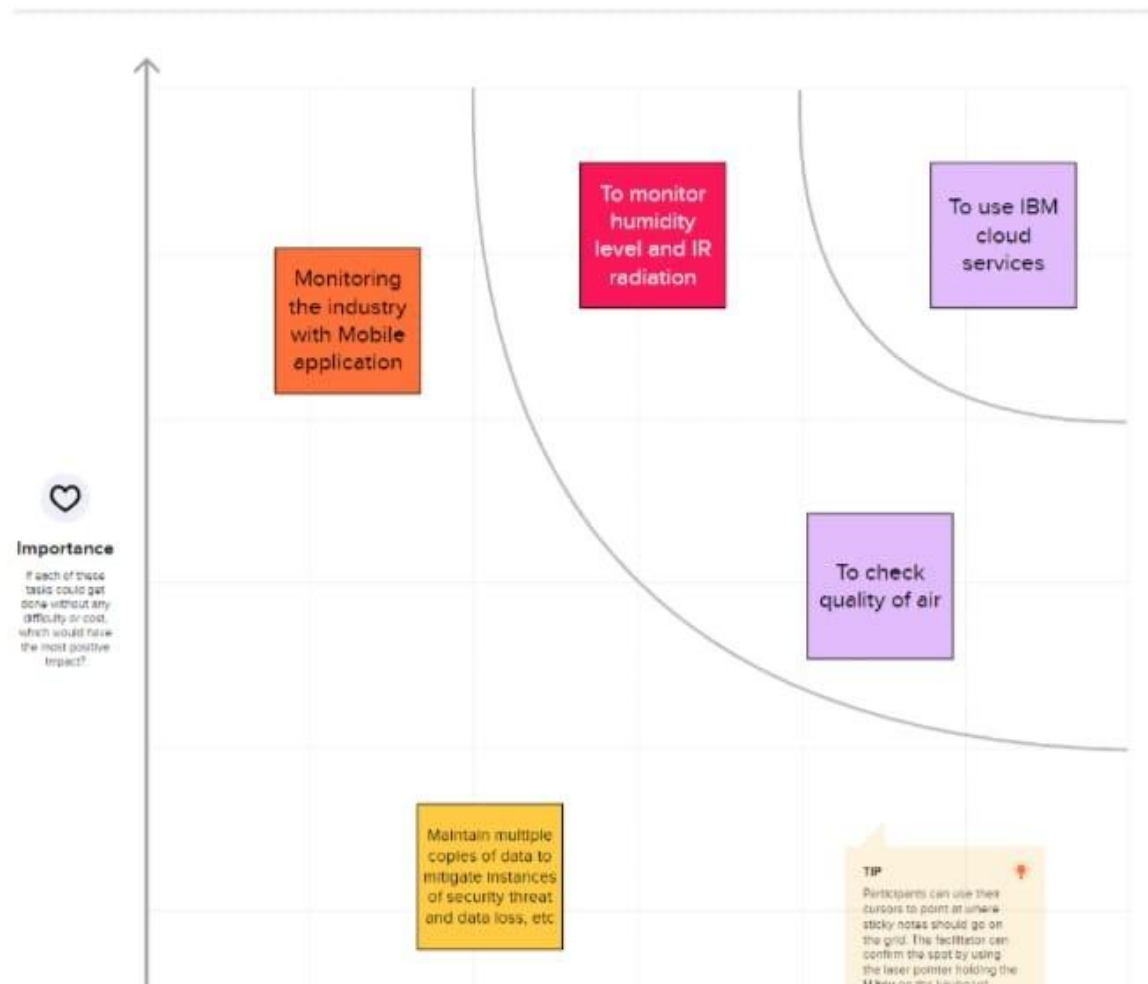 To monitor
humidity
level and IR
radiation
To use IBM
cloud
services
Monitoring
the industry
with Mobile
application
Importance
If each of these
tasks could get
done without any
difficulty or cost,
which would have
the most positive
impact?
To check
quality of air
Maintain multiple
copies of data to
mitigate instances
of security threat
and data loss, etc
TIP
Participants can use their
cursors to point at where
sticky notes should go on
the grid. The facilitator can
confirm the spot by using
the laser pointer holding the
H key on the keyboard.